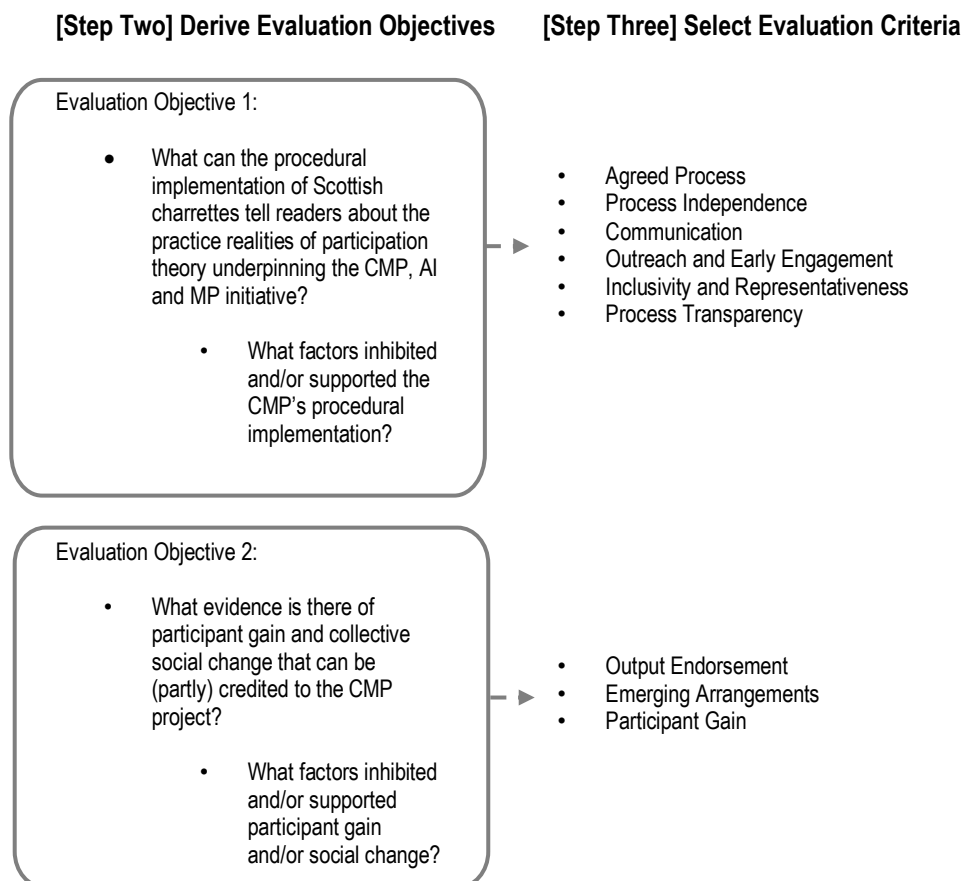 [Step Two] Derive Evaluation Objectives [Step Three] Select Evaluation Criteria
Evaluation Objective 1:
● What can the procedural
implementation of Scottish
charrettes tell readers about the
practice realities of participation
theory underpinning the CMP, AI
and MP initiative?
• What factors inhibited
and/or supported the
CMP’s procedural
implementation?
• Agreed Process
• Process Independence
• Communication
• Outreach and Early Engagement
• Inclusivity and Representativeness
• Process Transparency
Evaluation Objective 2:
• What evidence is there of
participant gain and collective
social change that can be
(partly) credited to the CMP
project?
• What factors inhibited
and/or supported
participant gain
and/or social change?
• Output Endorsement
• Emerging Arrangements
• Participant Gain